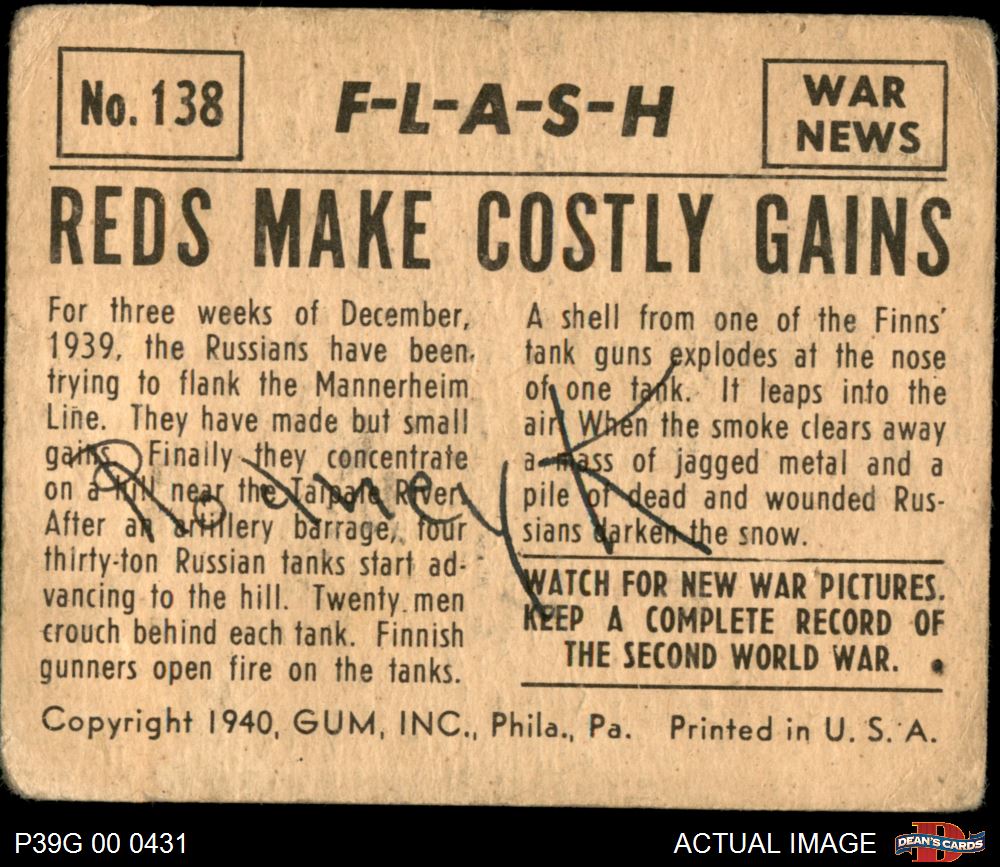 No. 138
F-L-A-S-H
WAR
NEWS
REDS MAKE COSTLY GAINS
For three weeks of December,
1939, the Russians have been
trying to flank the Mannerheim
Line. They have made but small
gains. Finally they concentrate
on a hill near the Taipale River.
After an artillery barrage, four
thirty-ton Russian tanks start ad-
vancing to the hill. Twenty men
crouch behind each tank. Finnish
gunners open fire on the tanks.
A shell from one of the Finns'
tank guns explodes at the nose
of one tank. It leaps into the
air. When the smoke clears away
a mass of jagged metal and a
pile of dead and wounded Rus-
sians darken the snow.
WATCH FOR NEW WAR PICTURES.
KEEP A COMPLETE RECORD OF
THE SECOND WORLD WAR.
Rodney K
Copyright 1940, GUM, INC., Phila., Pa. Printed in U. S. A.
P39G 00 0431
ACTUAL IMAGE
DEAN'S CARDS